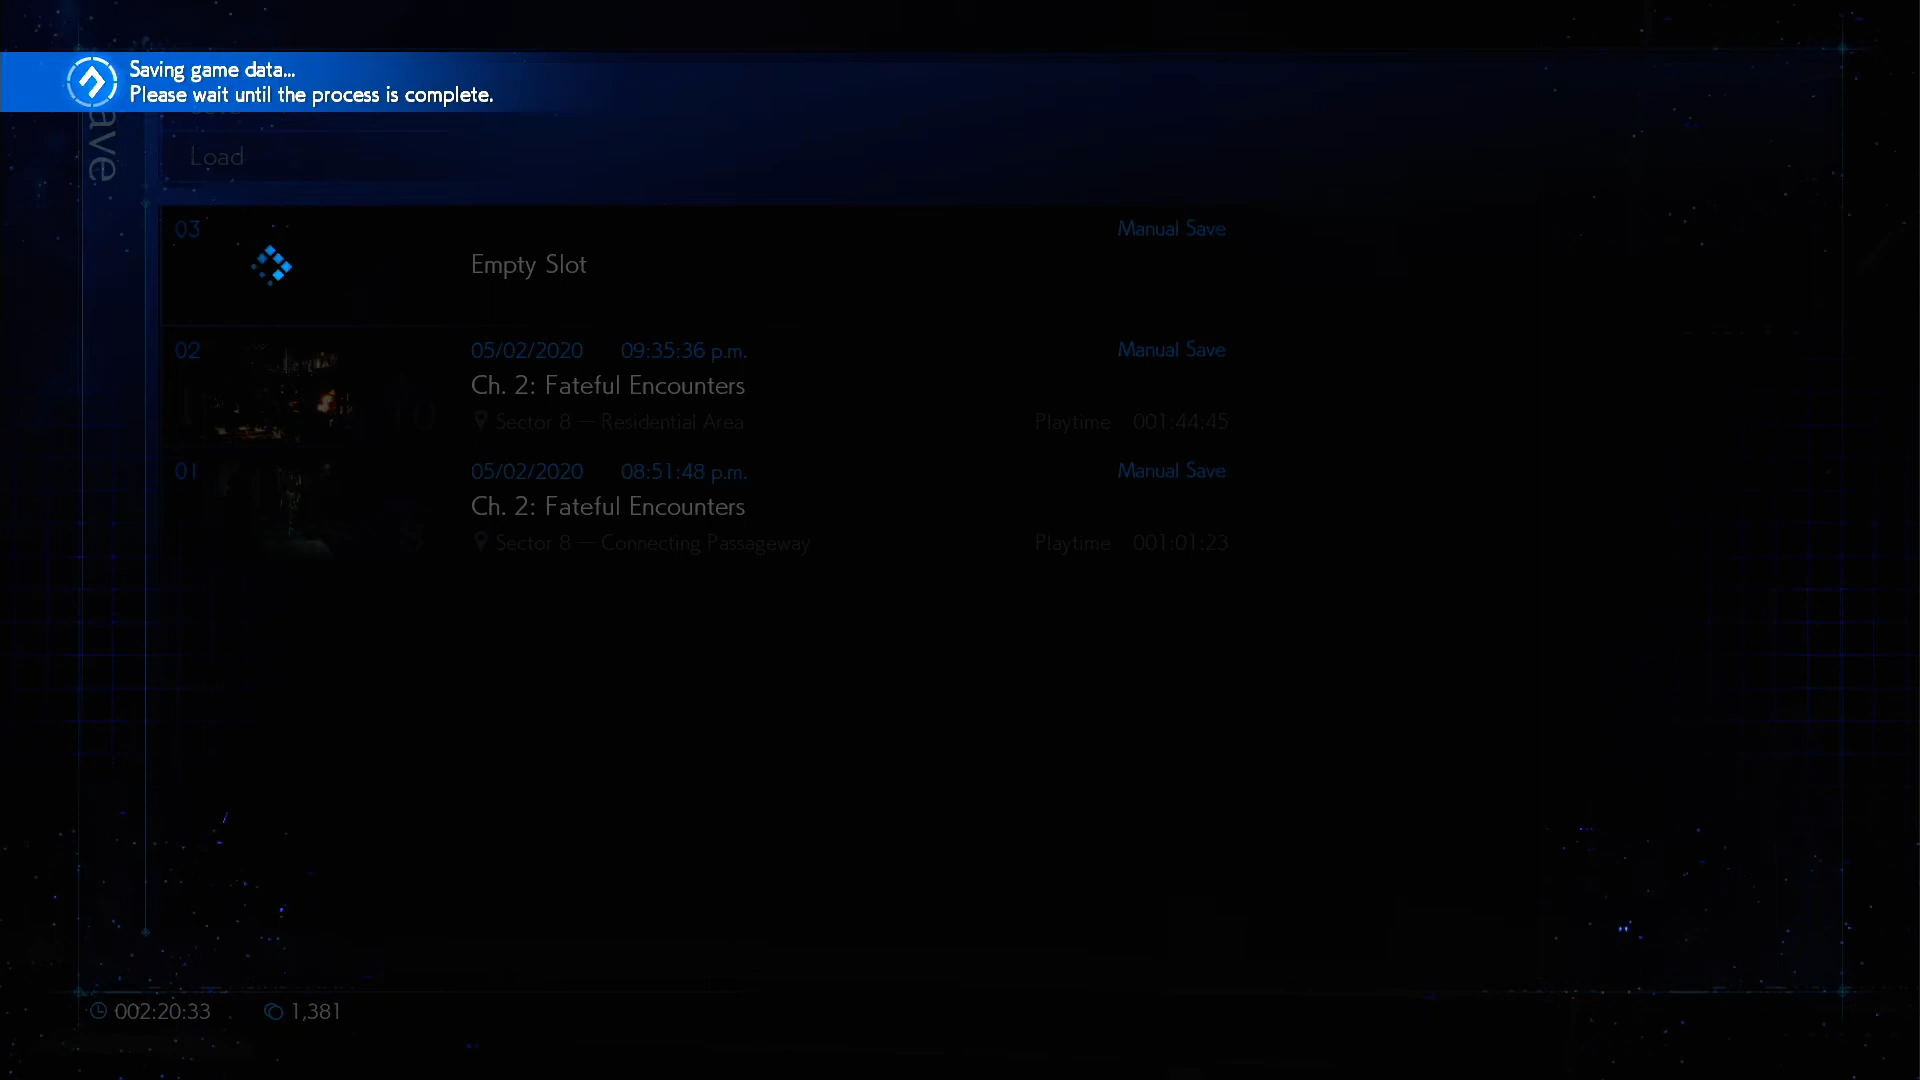 Saving game data...
Please wait until the process is complete.
ave
Load
03
Manual Save
Empty Slot
02
05/02/2020 09:35:36 p.m.
Manual Save
Ch. 2: Fateful Encounters
10
Sector 8 — Residential Area
Playtime 001:44:45
01
05/02/2020 08:51:48 p.m.
Manual Save
Ch. 2: Fateful Encounters
Sector 8 — Connecting Passageway
Playtime 001:01:23
002:20:33
1,381